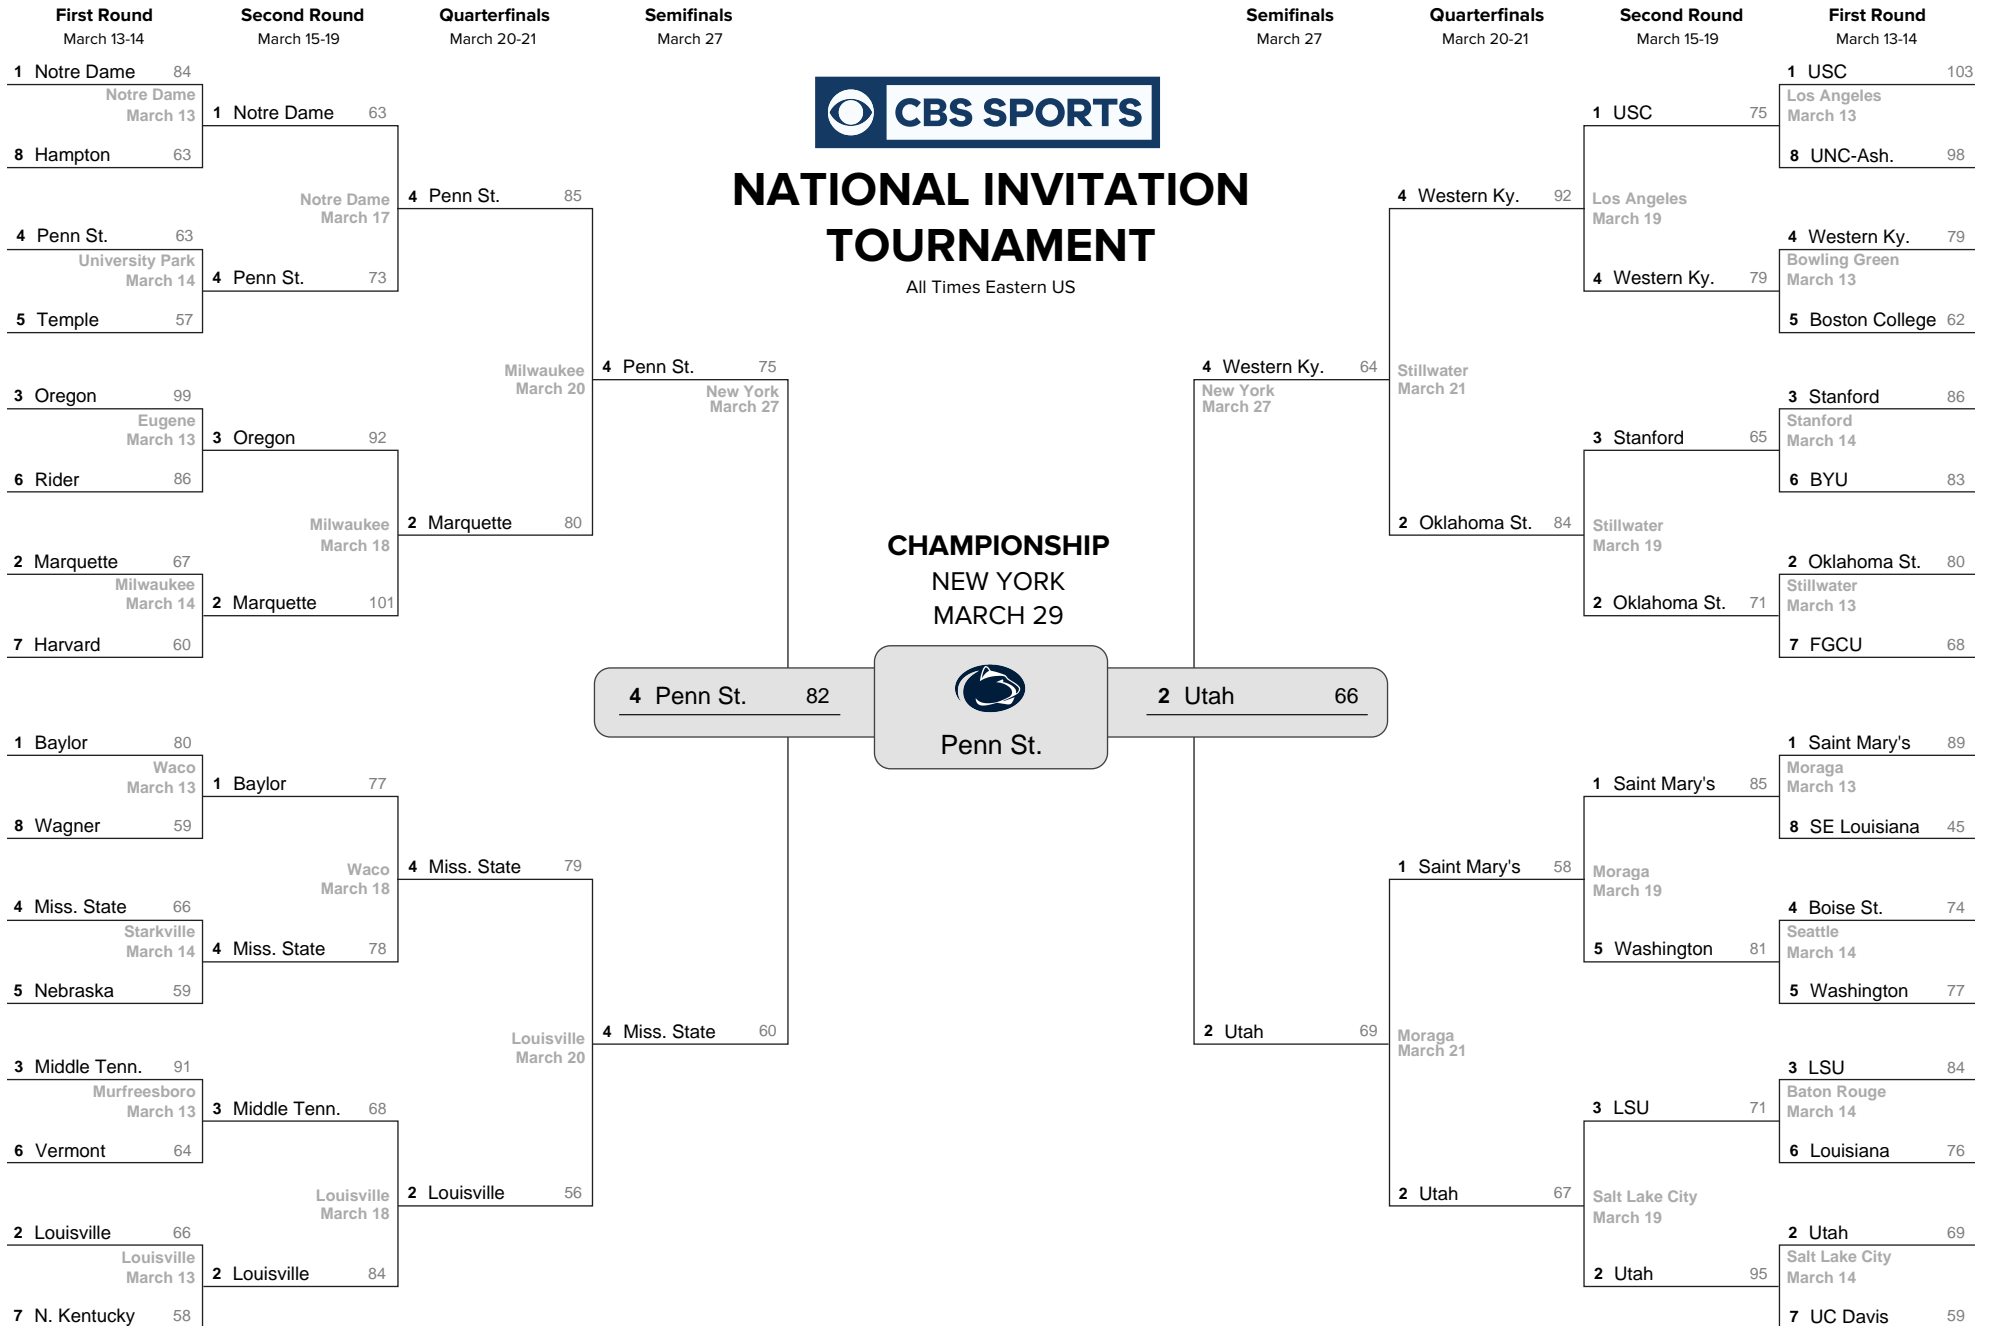 First Round
March 13-14
Second Round
March 15-19
Quarterfinals
March 20-21
Semifinals
March 27
Semifinals
March 27
Quarterfinals
March 20-21
Second Round
March 15-19
First Round
March 13-14
CBS SPORTS
NATIONAL INVITATION
TOURNAMENT
All Times Eastern US
1 Notre Dame 84
Notre Dame
March 13
8 Hampton 63
4 Penn St. 63
University Park
March 14
5 Temple 57
3 Oregon 99
Eugene
March 13
6 Rider 86
2 Marquette 67
Milwaukee
March 14
7 Harvard 60
1 Baylor 80
Waco
March 13
8 Wagner 59
4 Miss. State 66
Starkville
March 14
5 Nebraska 59
3 Middle Tenn. 91
Murfreesboro
March 13
6 Vermont 64
2 Louisville 66
Louisville
March 13
7 N. Kentucky 58
1 Notre Dame 63
Notre Dame
March 17
4 Penn St. 73
3 Oregon 92
Milwaukee
March 18
2 Marquette 101
1 Baylor 77
Waco
March 18
4 Miss. State 78
3 Middle Tenn. 68
Louisville
March 18
2 Louisville 84
4 Penn St. 85
Milwaukee
March 20
2 Marquette 80
4 Miss. State 79
Louisville
March 20
2 Louisville 56
4 Penn St. 75
New York
March 27
4 Miss. State 60
CHAMPIONSHIP
NEW YORK
MARCH 29
4 Penn St. 82
Penn St.
2 Utah 66
4 Western Ky. 64
New York
March 27
2 Utah 69
4 Western Ky. 92
Stillwater
March 21
2 Oklahoma St. 84
1 Saint Mary's 58
Moraga
March 21
2 Utah 67
1 USC 75
Los Angeles
March 19
4 Western Ky. 79
3 Stanford 65
Stillwater
March 19
2 Oklahoma St. 71
1 Saint Mary's 85
Moraga
March 19
5 Washington 81
3 LSU 71
Salt Lake City
March 19
2 Utah 95
1 USC 103
Los Angeles
March 13
8 UNC-Ash. 98
4 Western Ky. 79
Bowling Green
March 13
5 Boston College 62
3 Stanford 86
Stanford
March 14
6 BYU 83
2 Oklahoma St. 80
Stillwater
March 13
7 FGCU 68
1 Saint Mary's 89
Moraga
March 13
8 SE Louisiana 45
4 Boise St. 74
Seattle
March 14
5 Washington 77
3 LSU 84
Baton Rouge
March 14
6 Louisiana 76
2 Utah 69
Salt Lake City
March 14
7 UC Davis 59